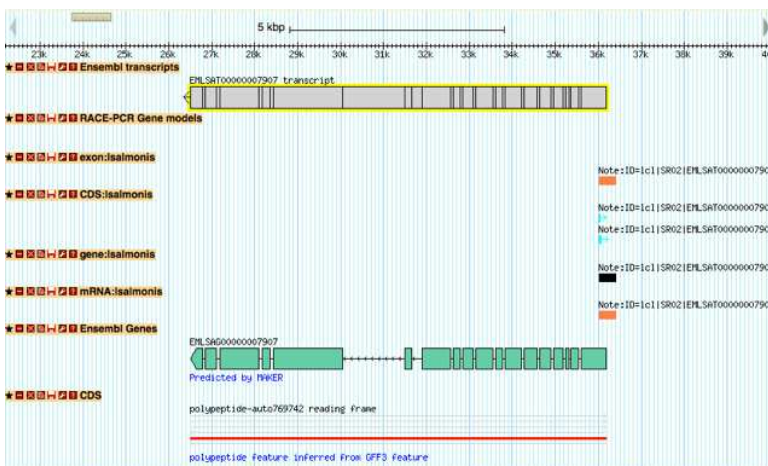 5 kbp
23k 24k 25k 26k 27k 28k 29k 30k 31k 32k 33k 34k 35k 36k 37k 38k 39k
Ensembl transcripts
EMLSAT00000007907 transcript
RACE-PCR Gene models
exon:lsalmonis
Note:ID=lcl|SR02|EMLSAT0000000790
CDS:lsalmonis
Note:ID=lcl|SR02|EMLSAT0000000790
Note:ID=lcl|SR02|EMLSAT0000000790
gene:lsalmonis
Note:ID=lcl|SR02|EMLSAT0000000790
mRNA:lsalmonis
Note:ID=lcl|SR02|EMLSAT0000000790
Ensembl Genes
EMLSAG00000007907
Predicted by MAKER
CDS
polypeptide-auto769742 reading frame
polypeptide feature inferred from GFF3 feature